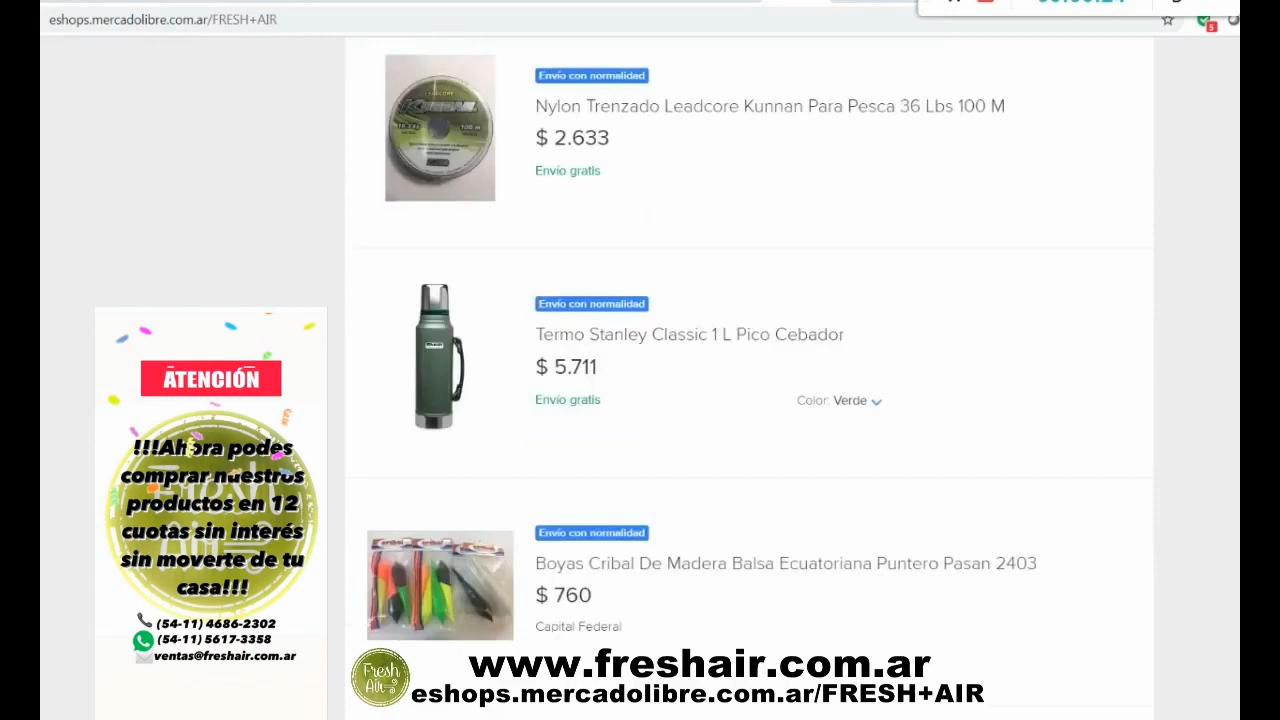 eshops.mercadolibre.com.ar/FRESH+AIR
5
Envío con normalidad
Nylon Trenzado Leadcore Kunnan Para Pesca 36 Lbs 100 M
$ 2.633
Envío gratis
Envío con normalidad
Termo Stanley Classic 1 L Pico Cebador
$ 5.711
Envío gratis
Color: Verde
Envío con normalidad
Boyas Cribal De Madera Balsa Ecuatoriana Puntero Pasan 2403
$ 760
Capital Federal
ATENCIÓN
!!!Ahora podes
comprar nuestros
productos en 12
cuotas sin interés
sin moverte de tu
casa!!!
(54-11) 4686-2302
(54-11) 5617-3358
ventas@freshair.com.ar
Fresh
Air
www.freshair.com.ar
eshops.mercadolibre.com.ar/FRESH+AIR